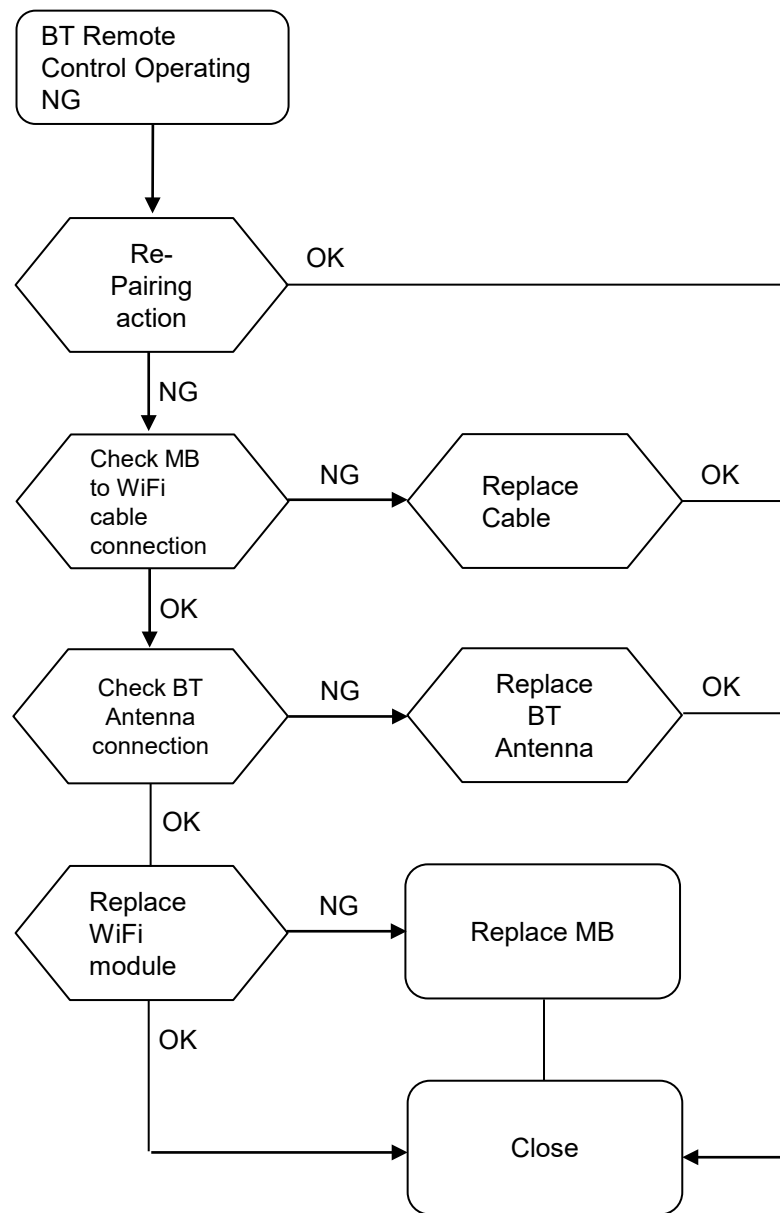 BT Remote
Control Operating
NG
Re-
Pairing
action
OK
NG
Check MB
to WiFi
cable
connection
NG
Replace
Cable
OK
OK
Check BT
Antenna
connection
NG
Replace
BT
Antenna
OK
OK
Replace
WiFi
module
NG
Replace MB
OK
Close